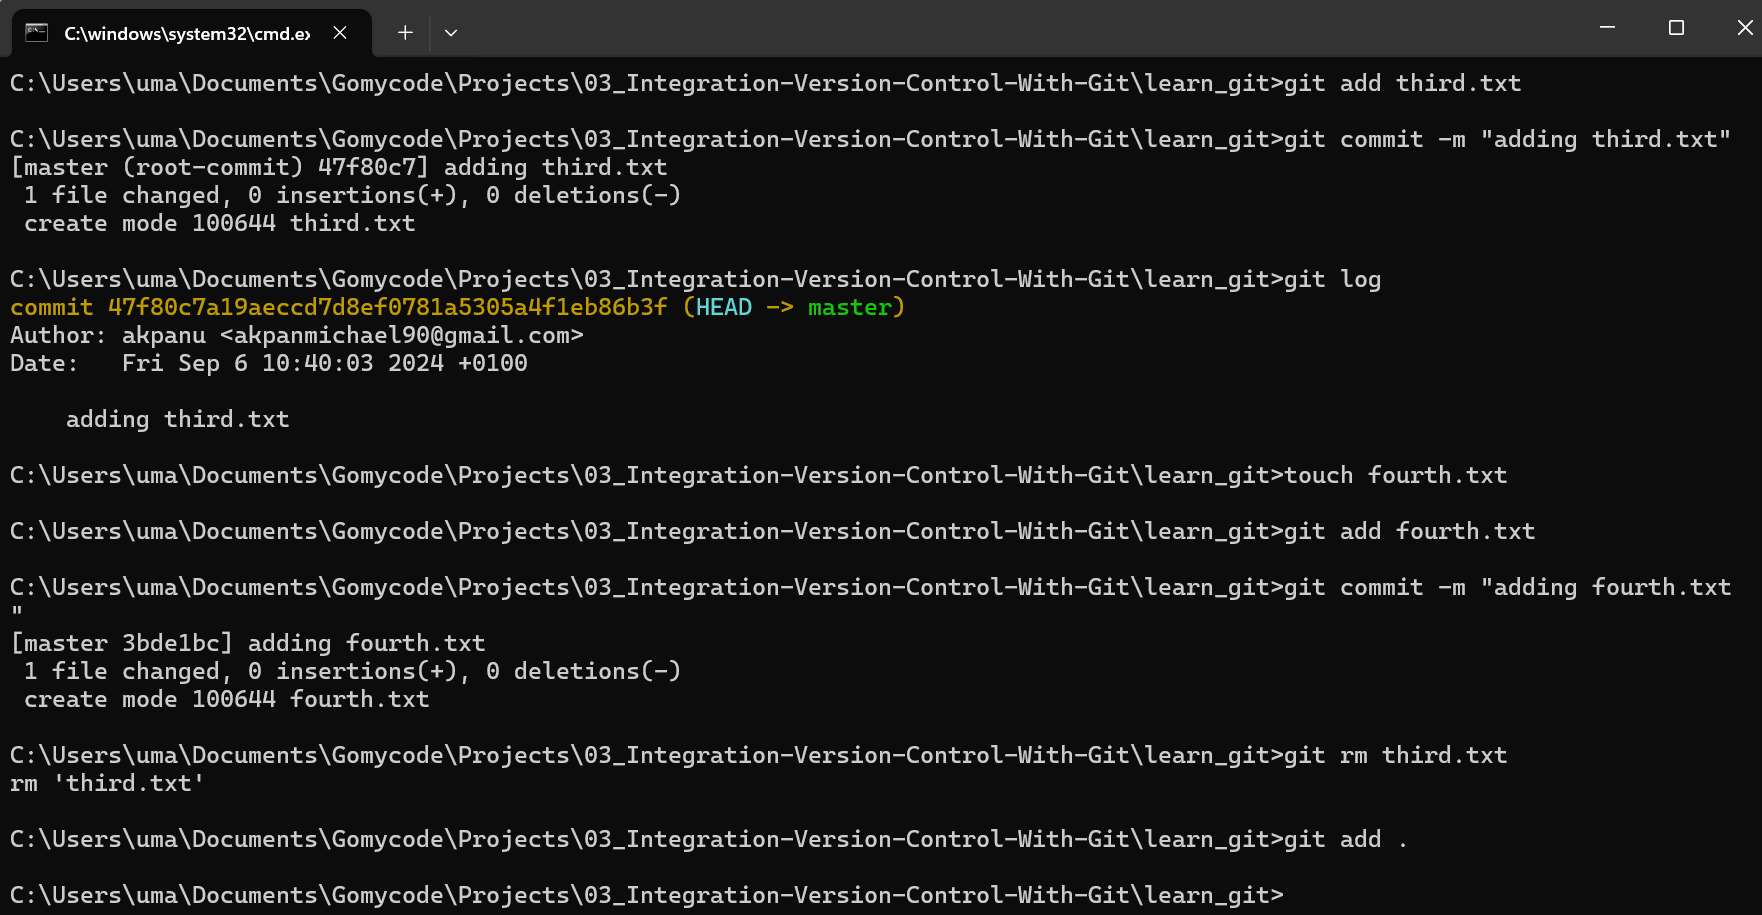 C:\windows\system32\cmd.ex
C:\Users\uma\Documents\Gomycode\Projects\03_Integration-Version-Control-With-Git\learn_git>git add third.txt
C:\Users\uma\Documents\Gomycode\Projects\03_Integration-Version-Control-With-Git\learn_git>git commit -m "adding third.txt"
[master (root-commit) 47f80c7] adding third.txt
 1 file changed, 0 insertions(+), 0 deletions(-)
 create mode 100644 third.txt
C:\Users\uma\Documents\Gomycode\Projects\03_Integration-Version-Control-With-Git\learn_git>git log
commit 47f80c7a19aeccd7d8ef0781a5305a4f1eb86b3f (HEAD -> master)
Author: akpanu <akpanmichael90@gmail.com>
Date:   Fri Sep 6 10:40:03 2024 +0100
    adding third.txt
C:\Users\uma\Documents\Gomycode\Projects\03_Integration-Version-Control-With-Git\learn_git>touch fourth.txt
C:\Users\uma\Documents\Gomycode\Projects\03_Integration-Version-Control-With-Git\learn_git>git add fourth.txt
C:\Users\uma\Documents\Gomycode\Projects\03_Integration-Version-Control-With-Git\learn_git>git commit -m "adding fourth.txt
"
[master 3bde1bc] adding fourth.txt
 1 file changed, 0 insertions(+), 0 deletions(-)
 create mode 100644 fourth.txt
C:\Users\uma\Documents\Gomycode\Projects\03_Integration-Version-Control-With-Git\learn_git>git rm third.txt
rm 'third.txt'
C:\Users\uma\Documents\Gomycode\Projects\03_Integration-Version-Control-With-Git\learn_git>git add .
C:\Users\uma\Documents\Gomycode\Projects\03_Integration-Version-Control-With-Git\learn_git>